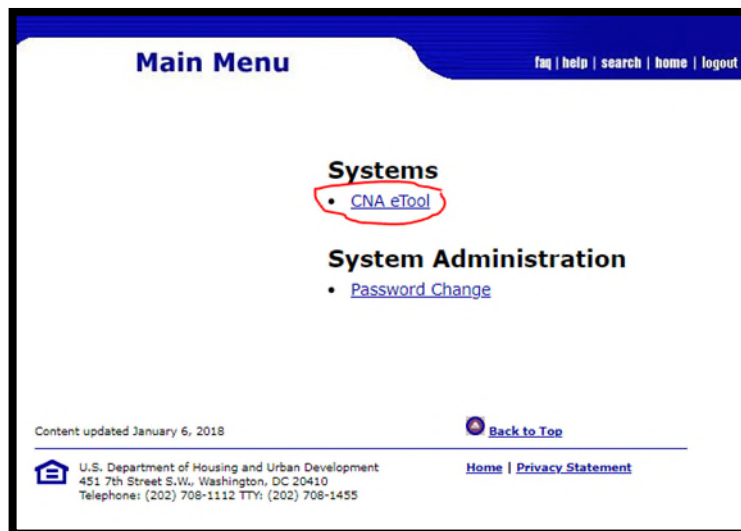 Main Menu
faq | help | search | home | logout
Systems
• CNA eTool
System Administration
• Password Change
Content updated January 6, 2018
Back to Top
U.S. Department of Housing and Urban Development
451 7th Street S.W., Washington, DC 20410
Telephone: (202) 708-1112 TTY: (202) 708-1455
Home | Privacy Statement